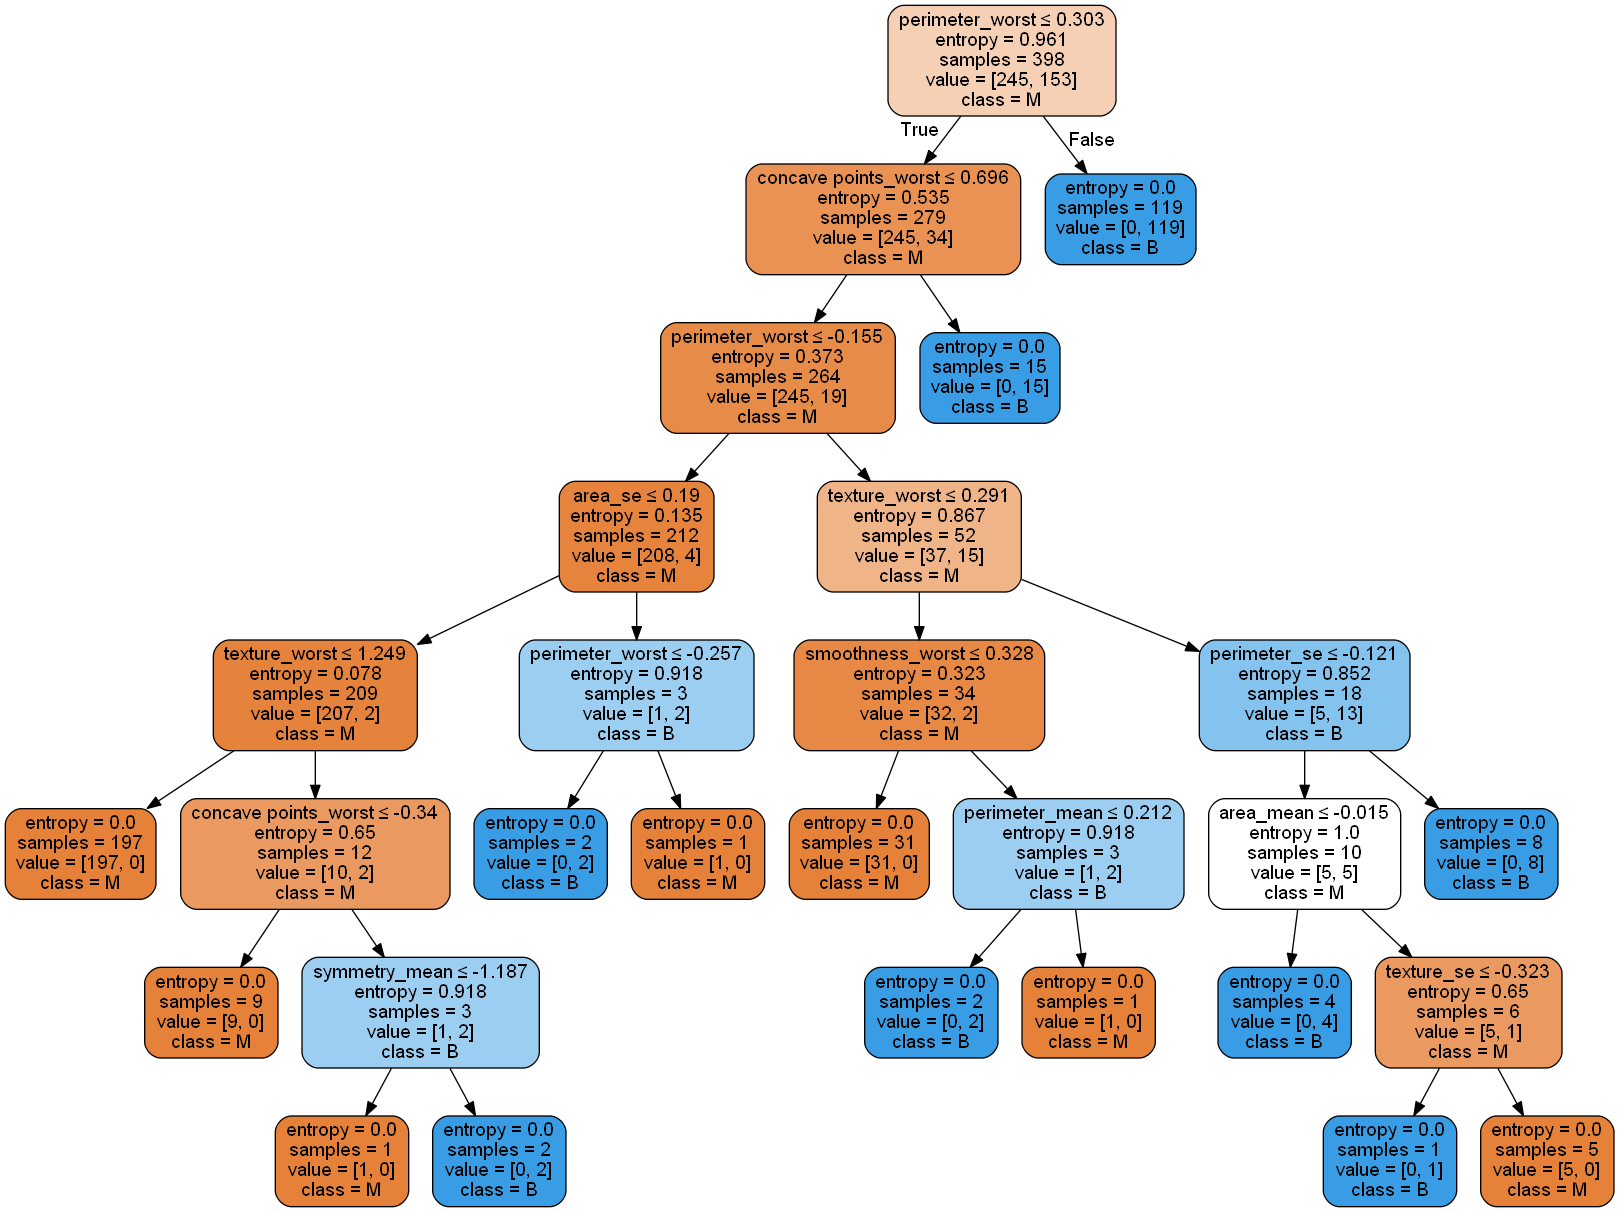 perimeter_worst ≤ 0.303
entropy = 0.961
samples = 398
value = [245, 153]
class = M
True
False
concave points_worst ≤ 0.696
entropy = 0.535
samples = 279
value = [245, 34]
class = M
entropy = 0.0
samples = 119
value = [0, 119]
class = B
perimeter_worst ≤ -0.155
entropy = 0.373
samples = 264
value = [245, 19]
class = M
entropy = 0.0
samples = 15
value = [0, 15]
class = B
area_se ≤ 0.19
entropy = 0.135
samples = 212
value = [208, 4]
class = M
texture_worst ≤ 0.291
entropy = 0.867
samples = 52
value = [37, 15]
class = M
texture_worst ≤ 1.249
entropy = 0.078
samples = 209
value = [207, 2]
class = M
perimeter_worst ≤ -0.257
entropy = 0.918
samples = 3
value = [1, 2]
class = B
smoothness_worst ≤ 0.328
entropy = 0.323
samples = 34
value = [32, 2]
class = M
perimeter_se ≤ -0.121
entropy = 0.852
samples = 18
value = [5, 13]
class = B
entropy = 0.0
samples = 197
value = [197, 0]
class = M
concave points_worst ≤ -0.34
entropy = 0.65
samples = 12
value = [10, 2]
class = M
entropy = 0.0
samples = 2
value = [0, 2]
class = B
entropy = 0.0
samples = 1
value = [1, 0]
class = M
entropy = 0.0
samples = 31
value = [31, 0]
class = M
perimeter_mean ≤ 0.212
entropy = 0.918
samples = 3
value = [1, 2]
class = B
area_mean ≤ -0.015
entropy = 1.0
samples = 10
value = [5, 5]
class = M
entropy = 0.0
samples = 8
value = [0, 8]
class = B
entropy = 0.0
samples = 9
value = [9, 0]
class = M
symmetry_mean ≤ -1.187
entropy = 0.918
samples = 3
value = [1, 2]
class = B
entropy = 0.0
samples = 2
value = [0, 2]
class = B
entropy = 0.0
samples = 1
value = [1, 0]
class = M
entropy = 0.0
samples = 4
value = [0, 4]
class = B
texture_se ≤ -0.323
entropy = 0.65
samples = 6
value = [5, 1]
class = M
entropy = 0.0
samples = 1
value = [1, 0]
class = M
entropy = 0.0
samples = 2
value = [0, 2]
class = B
entropy = 0.0
samples = 1
value = [0, 1]
class = B
entropy = 0.0
samples = 5
value = [5, 0]
class = M